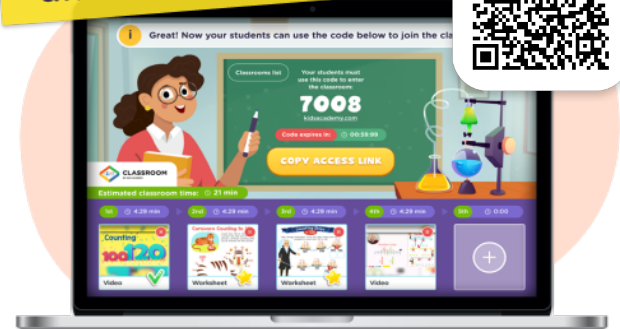 i Great! Now your students can use the code below to join the cla
Classrooms list
Your students must
use this code to enter
the classroom:
7008
kidsacademy.com
Code expires in: 00:59:99
COPY ACCESS LINK
CLASSROOM
Estimated classroom time: 21 min
1st 4.29 min
2nd 4.29 min
3rd 4.29 min
4th 4.29 min
5th 0:00
Counting
100 120
Video
Worksheet
Worksheet
Video